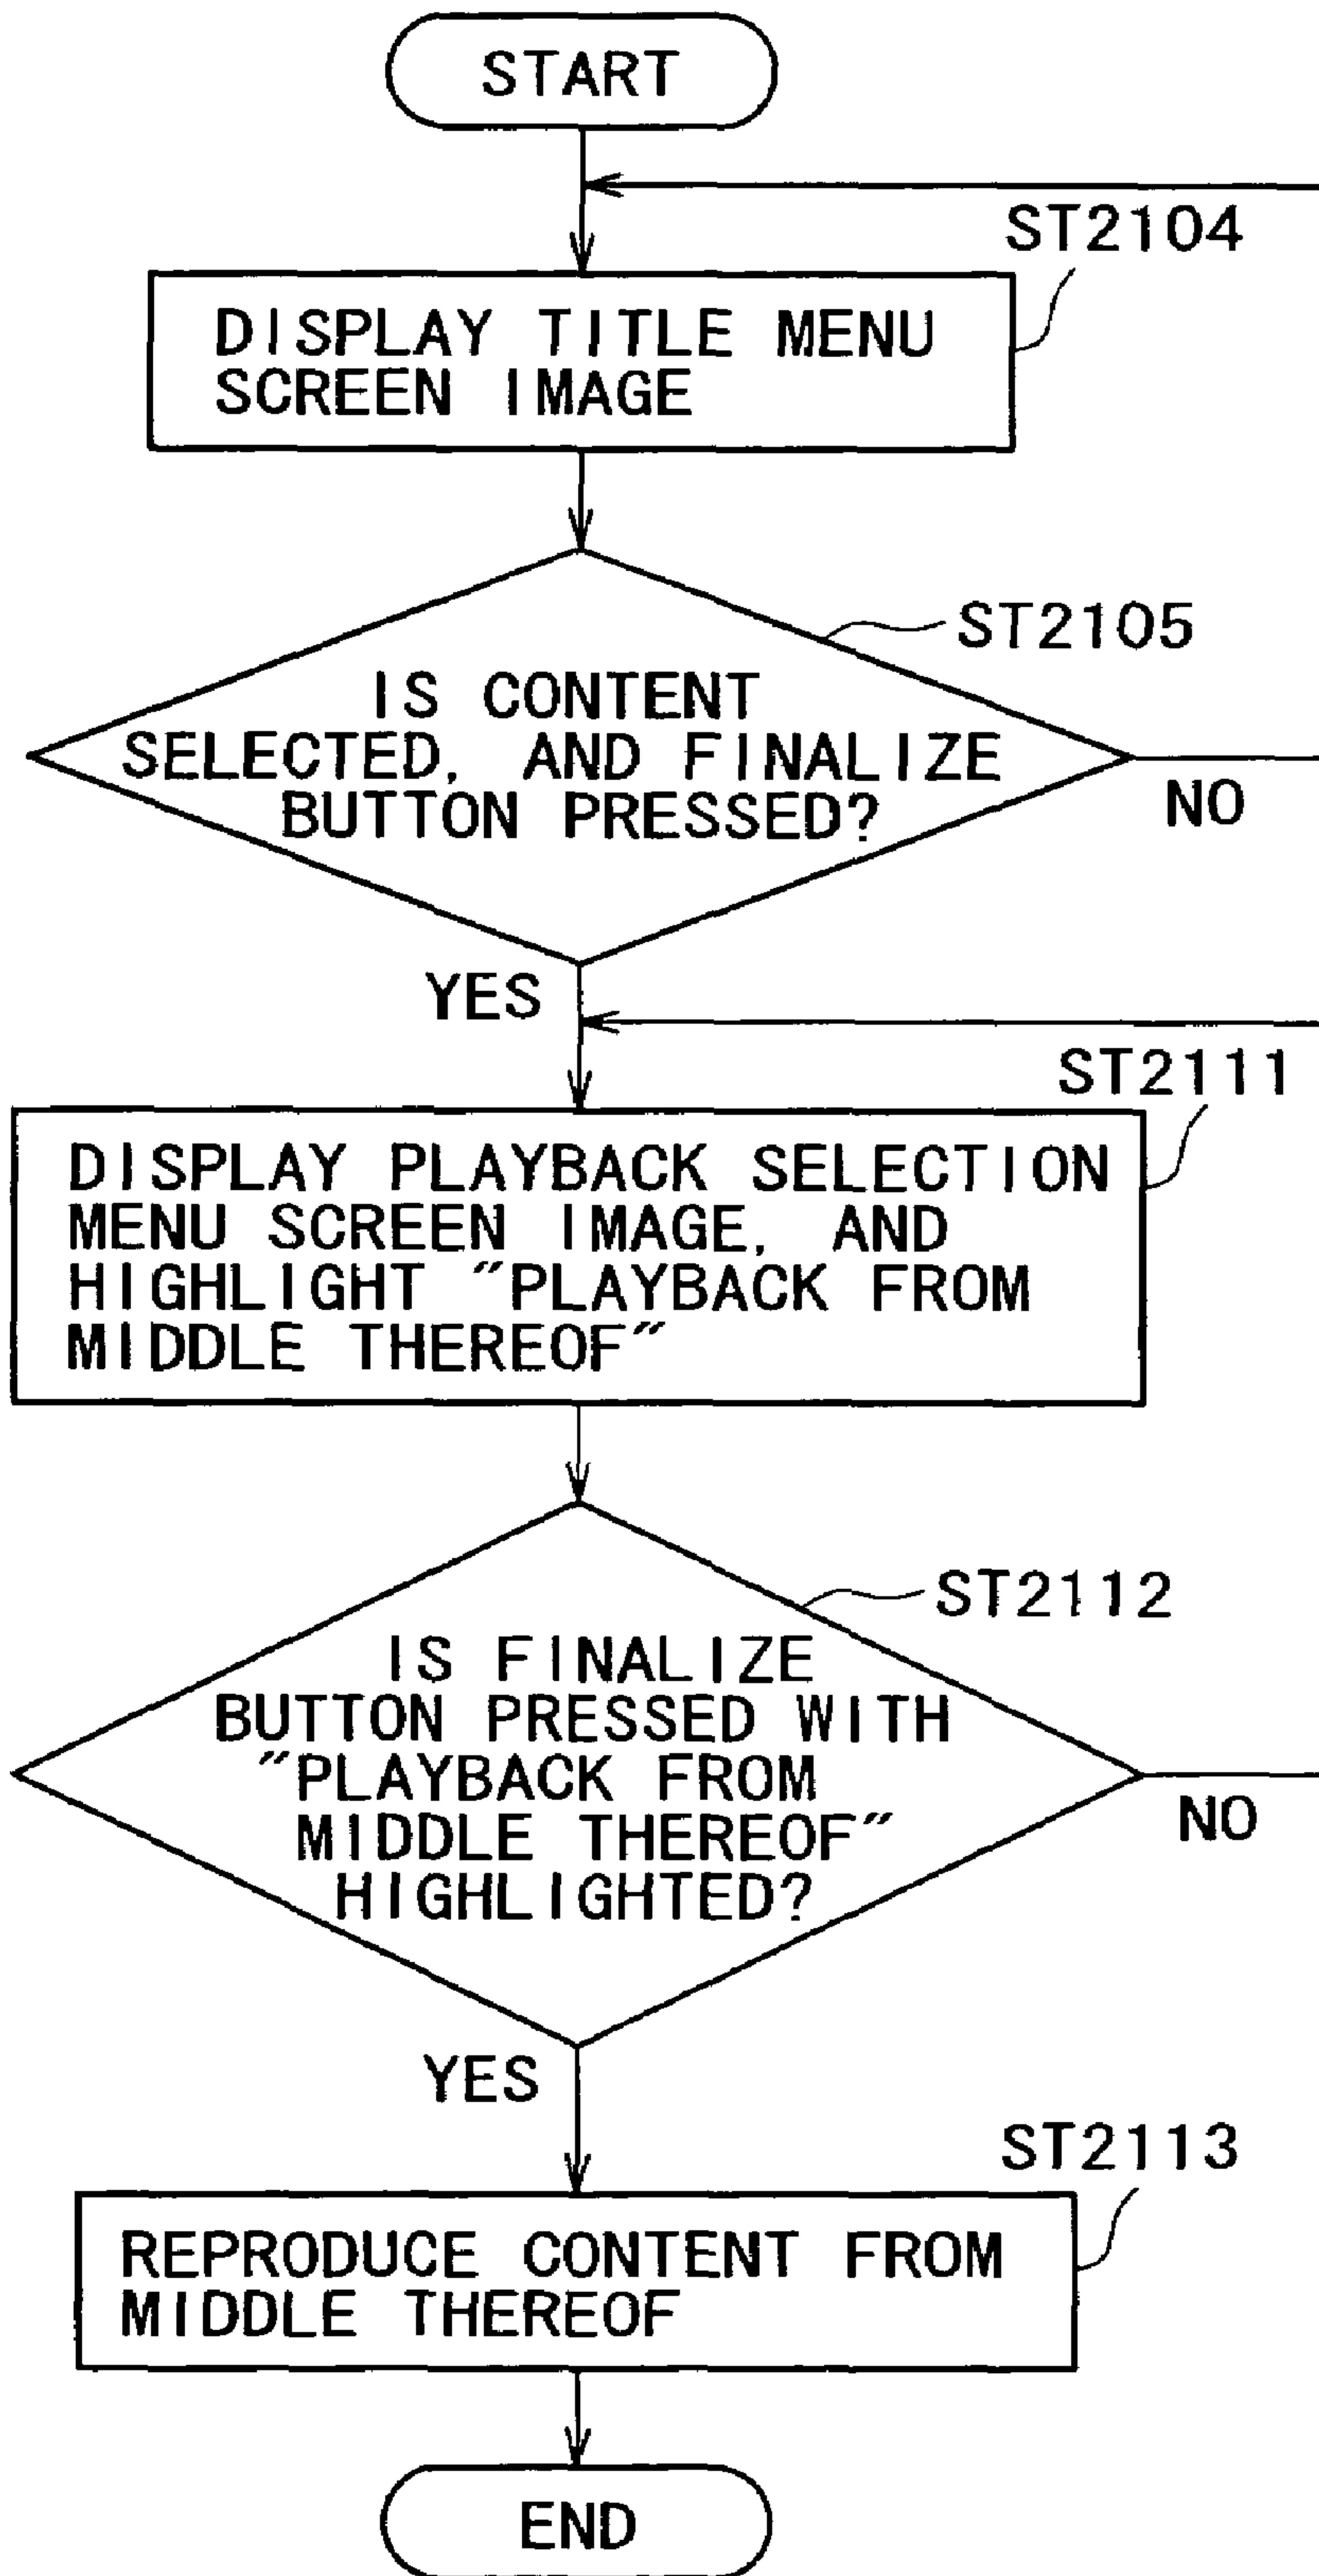 START
ST2104
DISPLAY TITLE MENU
SCREEN IMAGE
ST2105
IS CONTENT
SELECTED, AND FINALIZE
BUTTON PRESSED?
NO
YES
ST2111
DISPLAY PLAYBACK SELECTION
MENU SCREEN IMAGE, AND
HIGHLIGHT "PLAYBACK FROM
MIDDLE THEREOF"
ST2112
IS FINALIZE
BUTTON PRESSED WITH
"PLAYBACK FROM
MIDDLE THEREOF"
HIGHLIGHTED?
NO
YES
ST2113
REPRODUCE CONTENT FROM
MIDDLE THEREOF
END